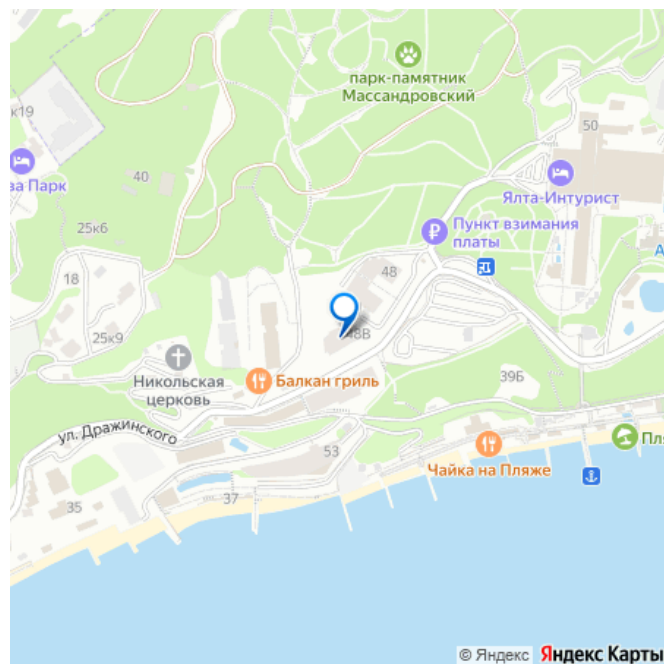 парк-памятник
Массандровский
к19
50
ва Парк
40
Ялта-Интурист
25к6
Пункт взимания
платы
А
18
48
25к9
48В
Никольская
церковь
Балкан гриль
39Б
ул. Дражинского
53
Чайка на Пляже
Пля
37
35
© Яндекс Яндекс Карты